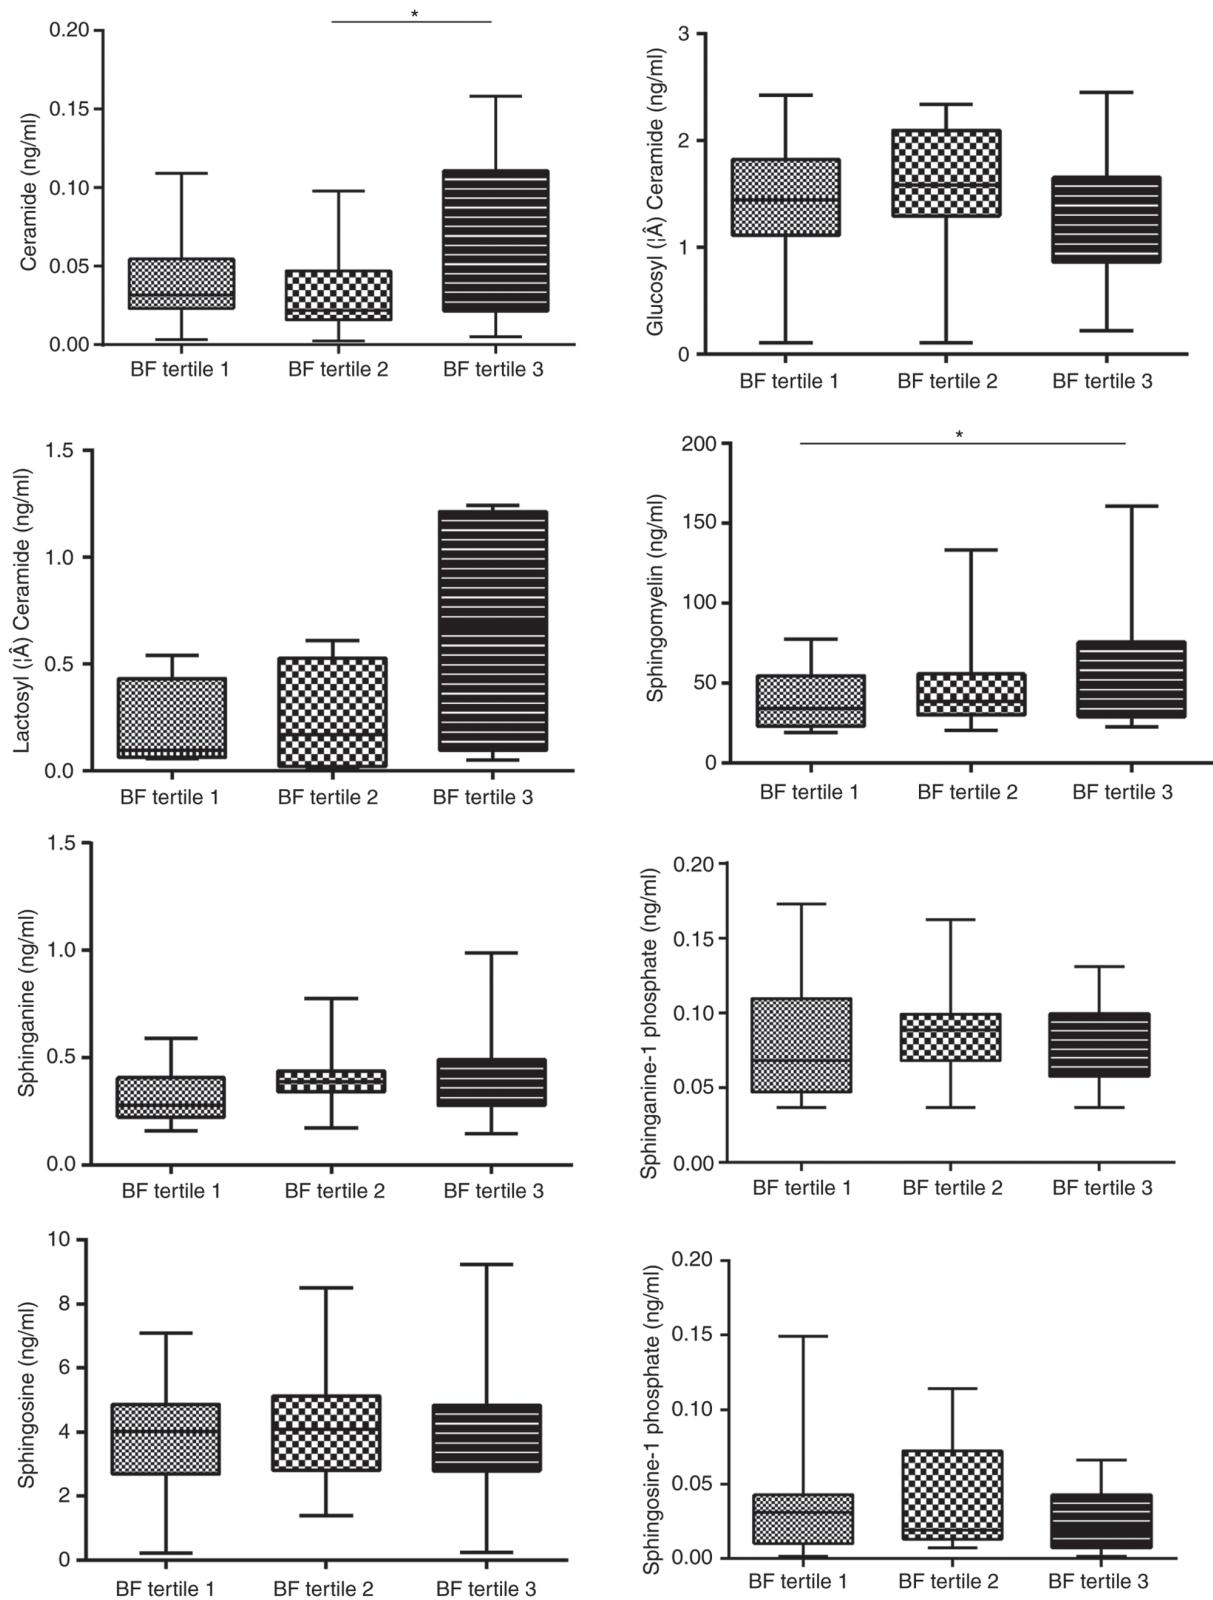 *
Ceramide (ng/ml)
0.20
0.15
0.10
0.05
0.00
BF tertile 1
BF tertile 2
BF tertile 3
Glucosyl (¦Â) Ceramide (ng/ml)
3
2
1
0
BF tertile 1
BF tertile 2
BF tertile 3
Lactosyl (¦Â) Ceramide (ng/ml)
1.5
1.0
0.5
0.0
BF tertile 1
BF tertile 2
BF tertile 3
*
Sphingomyelin (ng/ml)
200
150
100
50
0
BF tertile 1
BF tertile 2
BF tertile 3
Sphinganine (ng/ml)
1.5
1.0
0.5
0.0
BF tertile 1
BF tertile 2
BF tertile 3
Sphinganine-1 phosphate (ng/ml)
0.20
0.15
0.10
0.05
0.00
BF tertile 1
BF tertile 2
BF tertile 3
Sphingosine (ng/ml)
10
8
6
4
2
0
BF tertile 1
BF tertile 2
BF tertile 3
Sphingosine-1 phosphate (ng/ml)
0.20
0.15
0.10
0.05
0.00
BF tertile 1
BF tertile 2
BF tertile 3